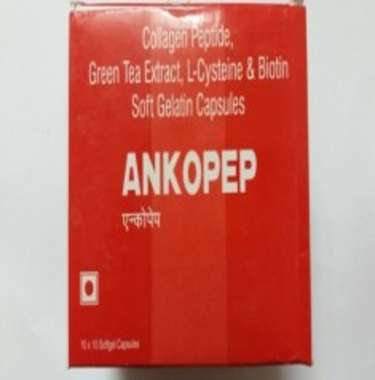 Collagen Peptide,
Green Tea Extract, L-Cysteine & Biotin
Soft Gelatin Capsules
ANKOPEP
एन्कोपेप
10 x 10 Softgel Capsules